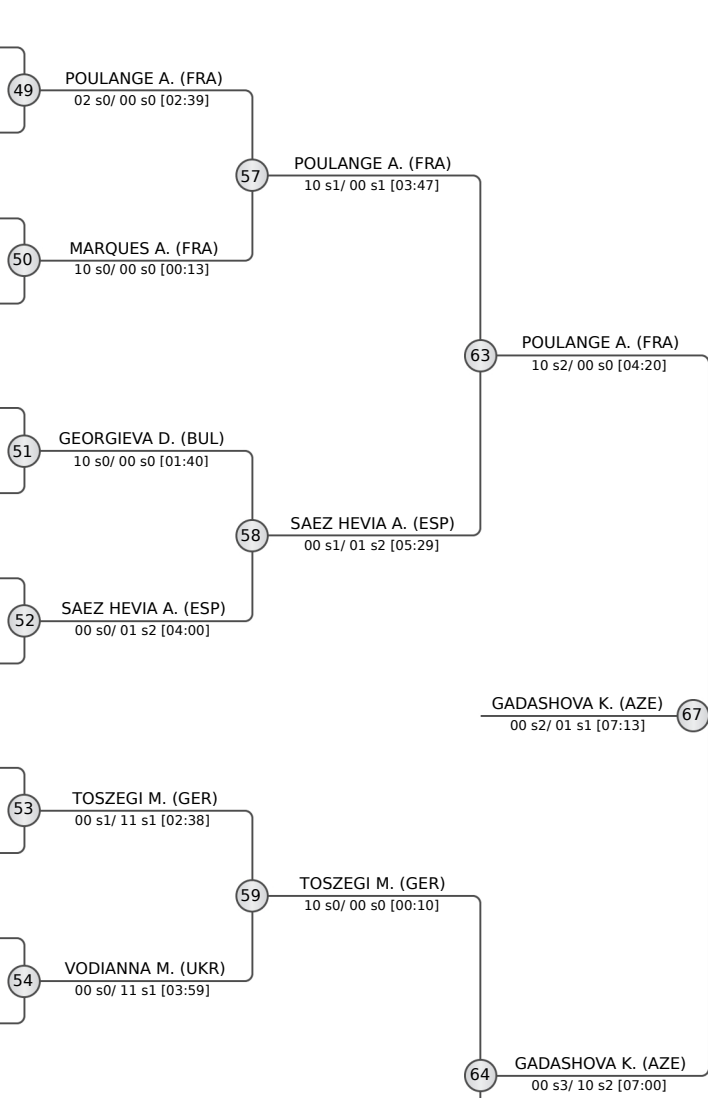 49
POULANGE A. (FRA)
02 s0/ 00 s0 [02:39]
57
POULANGE A. (FRA)
10 s1/ 00 s1 [03:47]
50
MARQUES A. (FRA)
10 s0/ 00 s0 [00:13]
63
POULANGE A. (FRA)
10 s2/ 00 s0 [04:20]
51
GEORGIEVA D. (BUL)
10 s0/ 00 s0 [01:40]
58
SAEZ HEVIA A. (ESP)
00 s1/ 01 s2 [05:29]
52
SAEZ HEVIA A. (ESP)
00 s0/ 01 s2 [04:00]
GADASHOVA K. (AZE)
00 s2/ 01 s1 [07:13]
67
53
TOSZEGI M. (GER)
00 s1/ 11 s1 [02:38]
59
TOSZEGI M. (GER)
10 s0/ 00 s0 [00:10]
54
VODIANNA M. (UKR)
00 s0/ 11 s1 [03:59]
64
GADASHOVA K. (AZE)
00 s3/ 10 s2 [07:00]